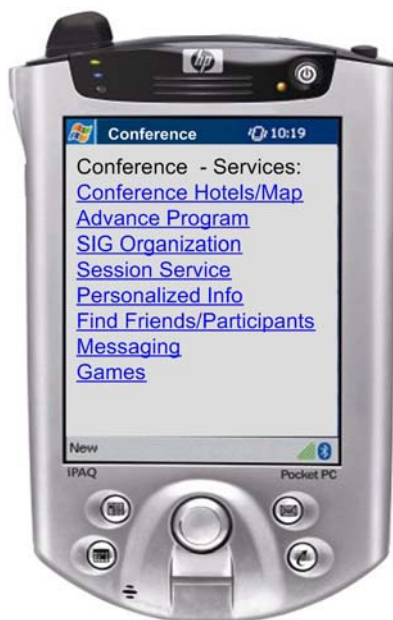 hp
Conference 10:19
Conference - Services:
Conference Hotels/Map
Advance Program
SIG Organization
Session Service
Personalized Info
Find Friends/Participants
Messaging
Games
New
iPAQ Pocket PC